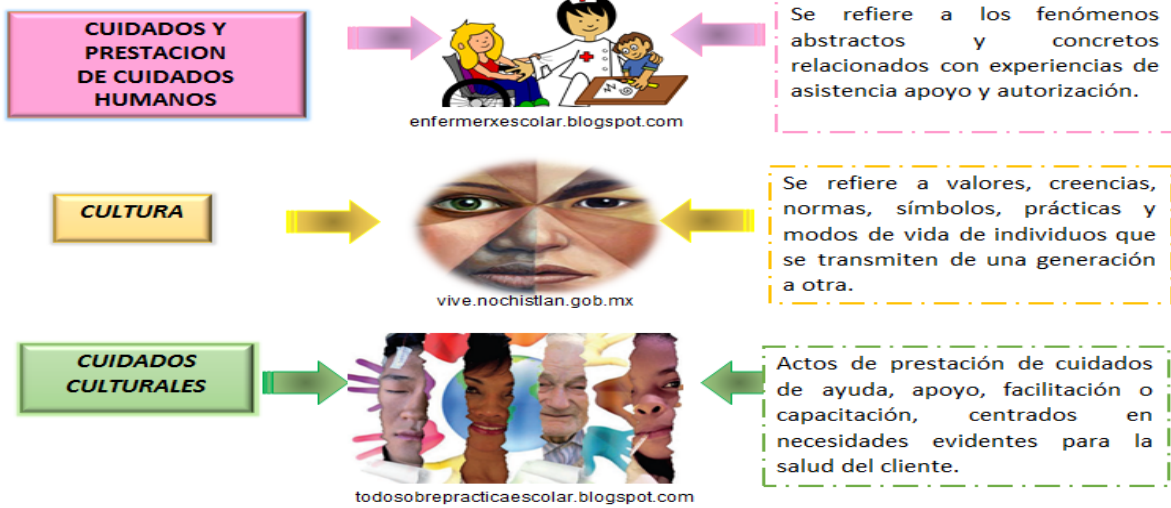 CUIDADOS Y
PRESTACION
DE CUIDADOS
HUMANOS
enfermerxescolar.blogspot.com
Se refiere a los fenómenos
abstractos y concretos
relacionados con experiencias de
asistencia apoyo y autorización.
CULTURA
vive.nochistlan.gob.mx
Se refiere a valores, creencias,
normas, símbolos, prácticas y
modos de vida de individuos que
se transmiten de una generación
a otra.
CUIDADOS
CULTURALES
todosobrepracticaescolar.blogspot.com
Actos de prestación de cuidados
de ayuda, apoyo, facilitación o
capacitación, centrados en
necesidades evidentes para la
salud del cliente.